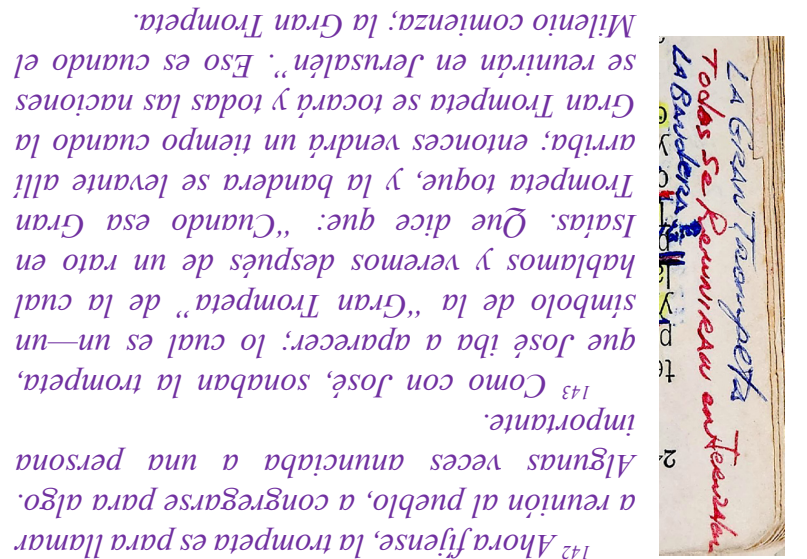 142 Ahora fíjense, la trompeta es para llamar
a reunión al pueblo, a congregarse para algo.
Algunas veces anunciaba a una persona
importante.
143 Como con José, sonaban la trompeta,
que José iba a aparecer; lo cual es un—un
símbolo de la “Gran Trompeta” de la cual
hablamos y veremos después de un rato en
Isaías. Que dice que: “Cuando esa Gran
Trompeta toque, y la bandera se levante allí
arriba; entonces vendrá un tiempo cuando la
Gran Trompeta se tocará y todas las naciones
se reunirán en Jerusalén”. Eso es cuando el
Milenio comienza; la Gran Trompeta.
LA GRAN Trompeta
Todas Se Reuniran en Jerusalen
LA BANDERA